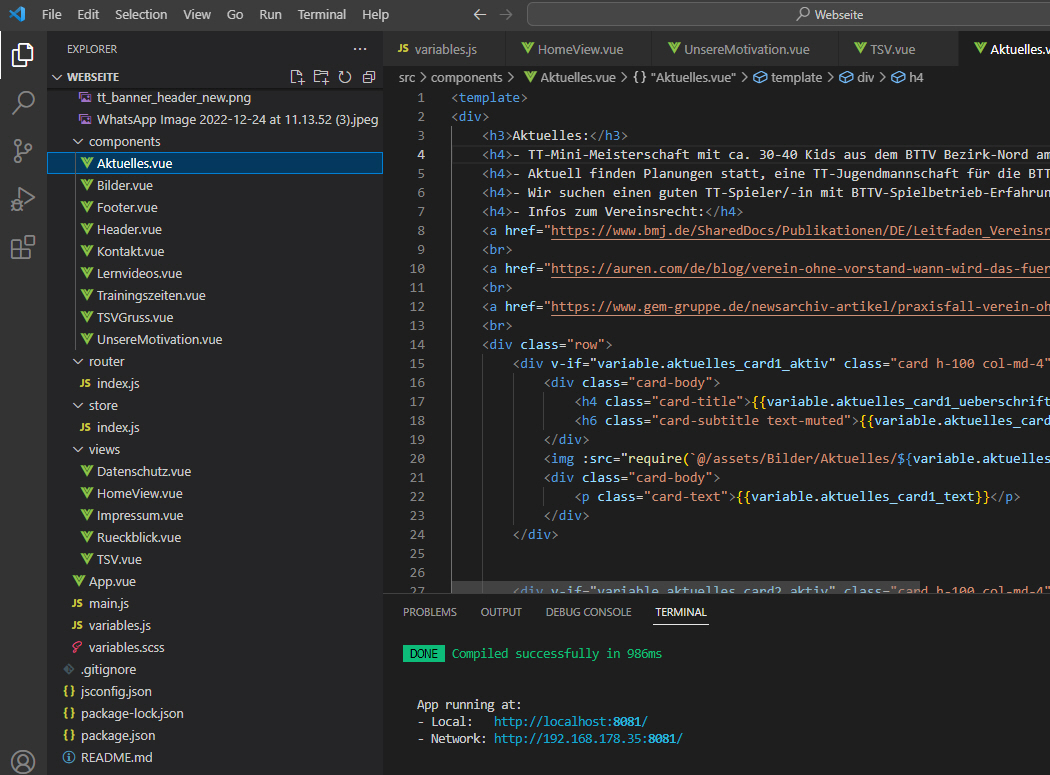 File Edit Selection View Go Run Terminal Help
Webseite
EXPLORER
WEBSEITE
tt_banner_header_new.png
WhatsApp Image 2022-12-24 at 11.13.52 (3).jpeg
components
Aktuelles.vue
Bilder.vue
Footer.vue
Header.vue
Kontakt.vue
Lernvideos.vue
Trainingszeiten.vue
TSVGruss.vue
UnsereMotivation.vue
router
JS index.js
store
JS index.js
views
Datenschutz.vue
HomeView.vue
Impressum.vue
Rueckblick.vue
TSV.vue
App.vue
JS main.js
JS variables.js
variables.scss
.gitignore
{} jsconfig.json
{} package-lock.json
{} package.json
README.md
JS variables.js HomeView.vue UnsereMotivation.vue TSV.vue Aktuelles.v
src > components > Aktuelles.vue > {} "Aktuelles.vue" > template > div > h4
1 <template>
2 <div>
3 <h3>Aktuelles:</h3>
4 <h4>- TT-Mini-Meisterschaft mit ca. 30-40 Kids aus dem BTTV Bezirk-Nord am
5 <h4>- Aktuell finden Planungen statt, eine TT-Jugendmannschaft für die BTT
6 <h4>- Wir suchen einen guten TT-Spieler/-in mit BTTV-Spielbetrieb-Erfahrun
7 <h4>- Infos zum Vereinsrecht:</h4>
8 <a href="https://www.bmj.de/SharedDocs/Publikationen/DE/Leitfaden_Vereinsr
9 <br>
10 <a href="https://auren.com/de/blog/verein-ohne-vorstand-wann-wird-das-fuer
11 <br>
12 <a href="https://www.gem-gruppe.de/newsarchiv-artikel/praxisfall-verein-oh
13 <br>
14 <div class="row">
15 <div v-if="variable.aktuelles_card1_aktiv" class="card h-100 col-md-4"
16 <div class="card-body">
17 <h4 class="card-title">{{variable.aktuelles_card1_ueberschrift
18 <h6 class="card-subtitle text-muted">{{variable.aktuelles_card
19 </div>
20 <img :src="require(`@/assets/Bilder/Aktuelles/${variable.aktuelles
21 <div class="card-body">
22 <p class="card-text">{{variable.aktuelles_card1_text}}</p>
23 </div>
24 </div>
25
26
27 <div v-if="variable.aktuelles_card2_aktiv" class="card h-100 col-md-4"
PROBLEMS OUTPUT DEBUG CONSOLE TERMINAL
DONE Compiled successfully in 986ms
App running at:
- Local: http://localhost:8081/
- Network: http://192.168.178.35:8081/